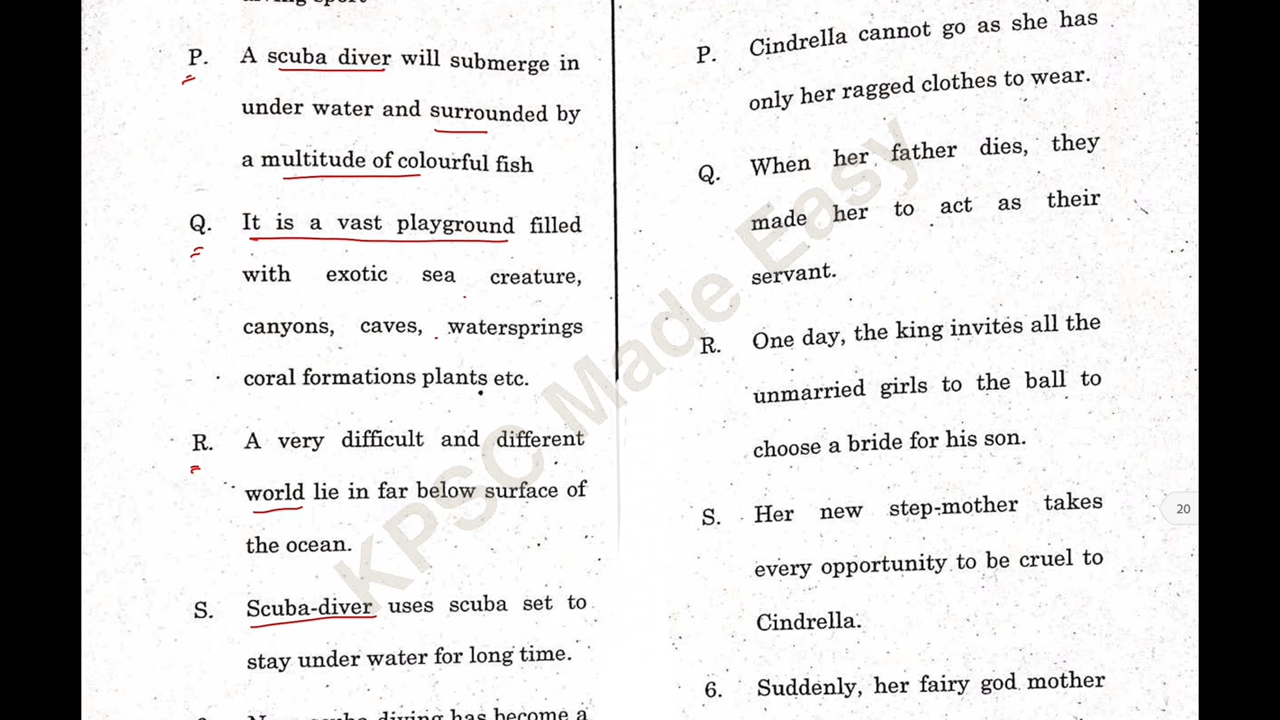 P. A scuba diver will submerge in
under water and surrounded by
a multitude of colourful fish
Q. It is a vast playground filled
with exotic sea creature,
canyons, caves, watersprings
coral formations plants etc.
R. A very difficult and different
world lie in far below surface of
the ocean.
S. Scuba-diver uses scuba set to
stay under water for long time.
scuba diving has become a
P. Cindrella cannot go as she has
only her ragged clothes to wear.
Q. When her father dies, they
made her to act as their
servant.
R. One day, the king invites all the
unmarried girls to the ball to
choose a bride for his son.
S. Her new step-mother takes
every opportunity to be cruel to
Cindrella.
6. Suddenly, her fairy god mother
KPSC Made Easy
20